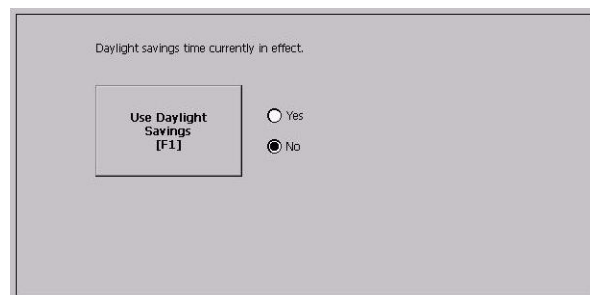 Daylight savings time currently in effect.
Use Daylight
Savings
[F1]
Yes
No